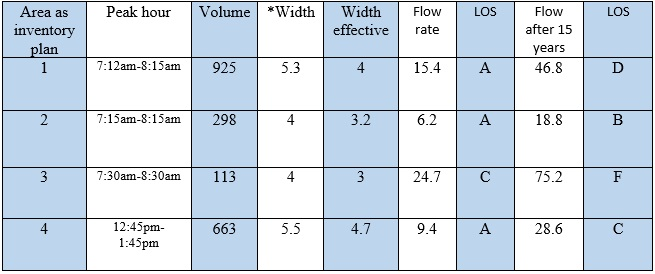 Area as inventory plan Peak hour Volume *Width Width effective Flow rate LOS Flow after 15 years LOS
1 7:12am-8:15am 925 5.3 4 15.4 A 46.8 D
2 7:15am-8:15am 298 4 3.2 6.2 A 18.8 B
3 7:30am-8:30am 113 4 3 24.7 C 75.2 F
4 12:45pm-1:45pm 663 5.5 4.7 9.4 A 28.6 C